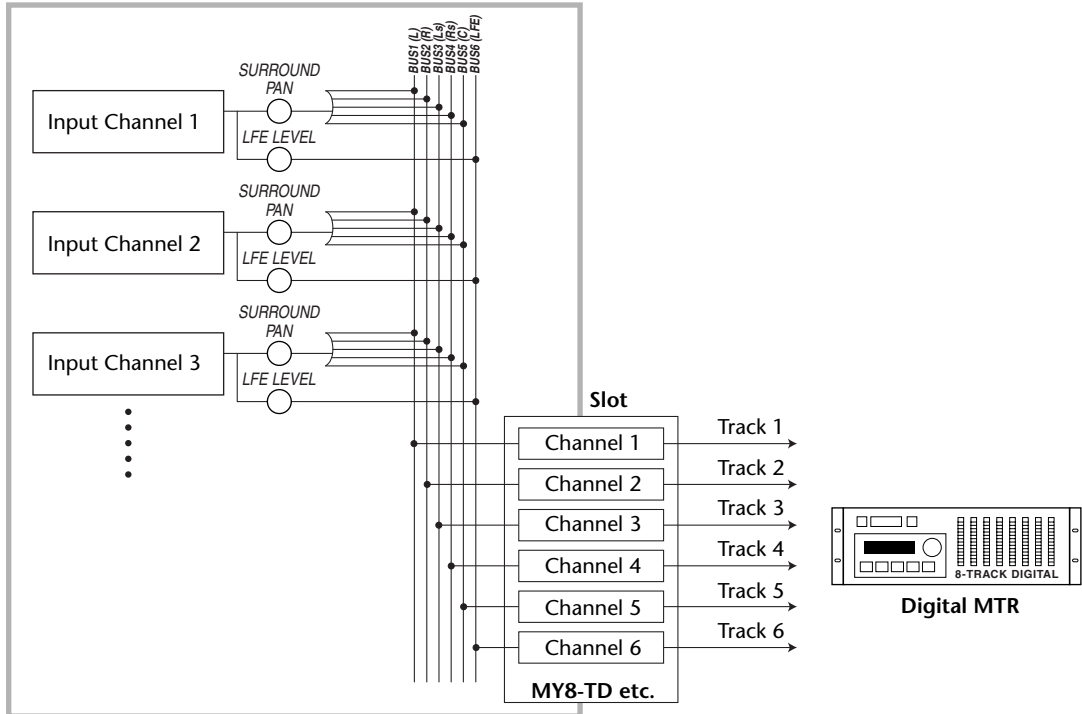 BUS1 (L)
BUS2 (R)
BUS3 (Ls)
BUS4 (Rs)
BUS5 (C)
BUS6 (LFE)
SURROUND
PAN
Input Channel 1
LFE LEVEL
SURROUND
PAN
Input Channel 2
LFE LEVEL
SURROUND
PAN
Input Channel 3
LFE LEVEL
Slot
Channel 1
Track 1
Channel 2
Track 2
Channel 3
Track 3
Channel 4
Track 4
Channel 5
Track 5
Channel 6
Track 6
MY8-TD etc.
8-TRACK DIGITAL
Digital MTR